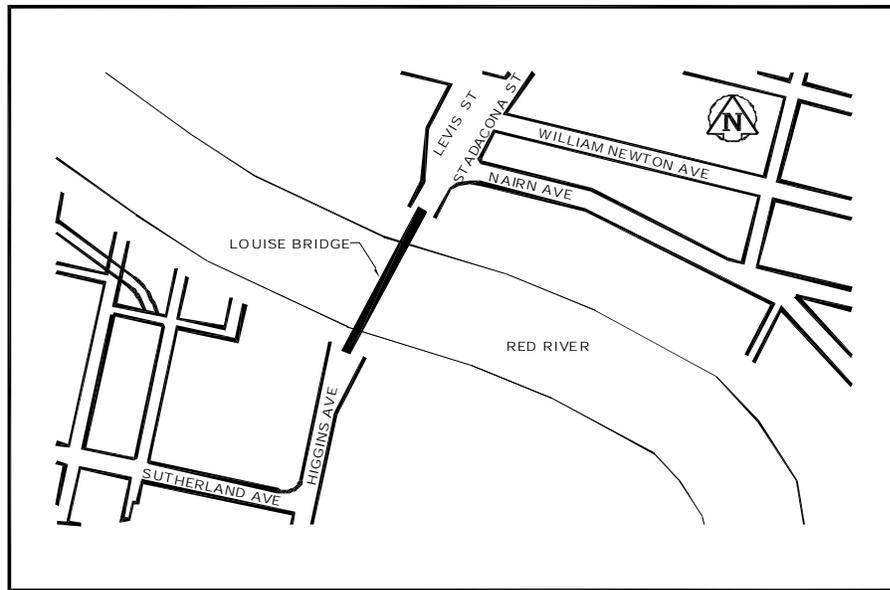 LEVIS ST
STADACONA ST
N
WILLIAM NEWTON AVE
NAIRN AVE
LOUISE BRIDGE
RED RIVER
HIGGINS AVE
SUTHERLAND AVE